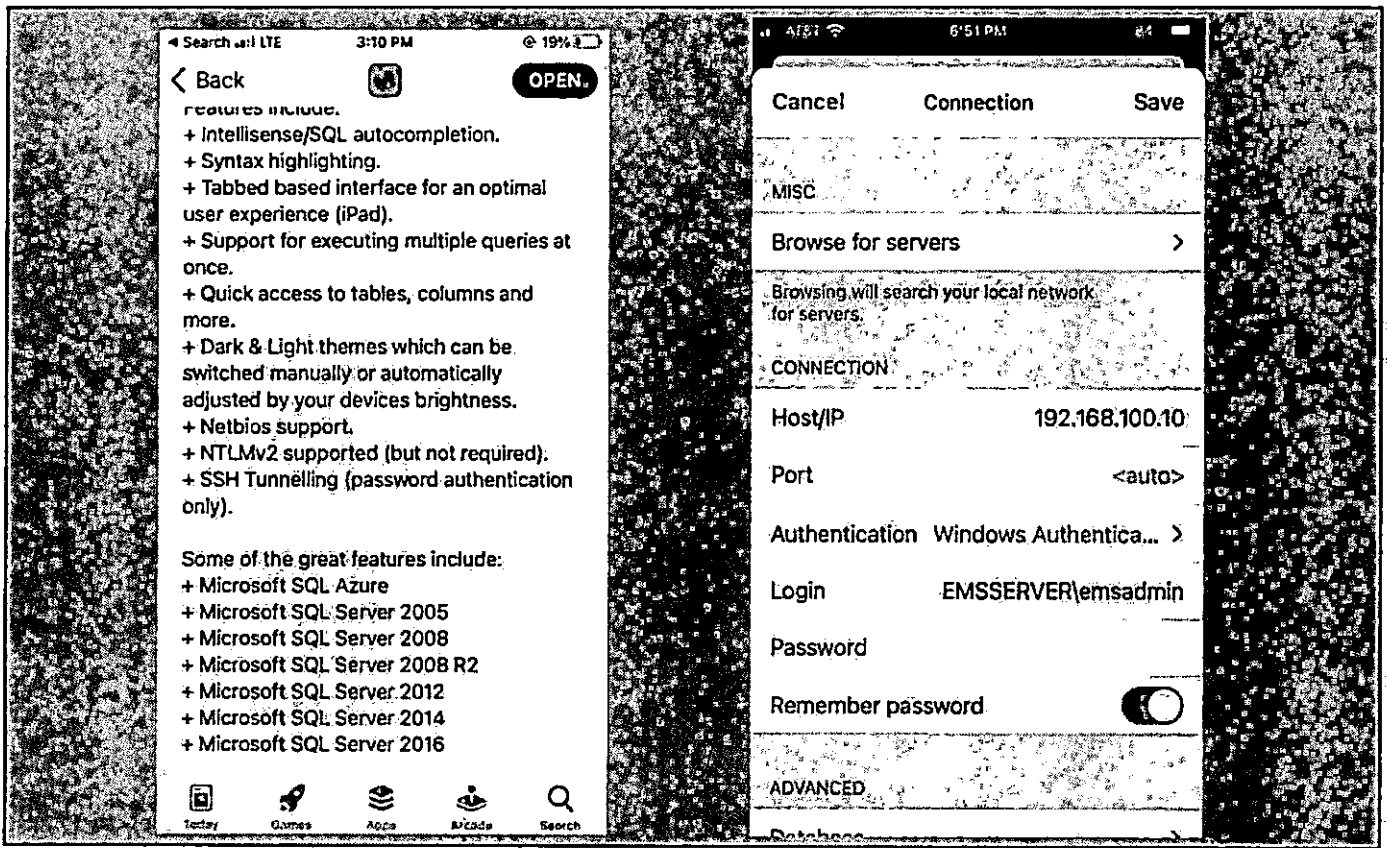 Search LTE 3:10 PM 19%
Back OPEN
Features include:
+ Intellisense/SQL autocompletion.
+ Syntax highlighting.
+ Tabbed based interface for an optimal
user experience (iPad).
+ Support for executing multiple queries at
once.
+ Quick access to tables, columns and
more.
+ Dark & Light themes which can be
switched manually or automatically
adjusted by your devices brightness.
+ Netbios support.
+ NTLMv2 supported (but not required).
+ SSH Tunnelling (password authentication
only).
Some of the great features include:
+ Microsoft SQL Azure
+ Microsoft SQL Server 2005
+ Microsoft SQL Server 2008
+ Microsoft SQL Server 2008 R2
+ Microsoft SQL Server 2012
+ Microsoft SQL Server 2014
+ Microsoft SQL Server 2016
Today Games Apps Arcade Search
AT&T 6:51 PM 84
Cancel Connection Save
MISC
Browse for servers >
Browsing will search your local network
for servers.
CONNECTION
Host/IP 192.168.100.10
Port <auto>
Authentication Windows Authentica... >
Login EMSSERVER\emsadmin
Password
Remember password
ADVANCED
Database >